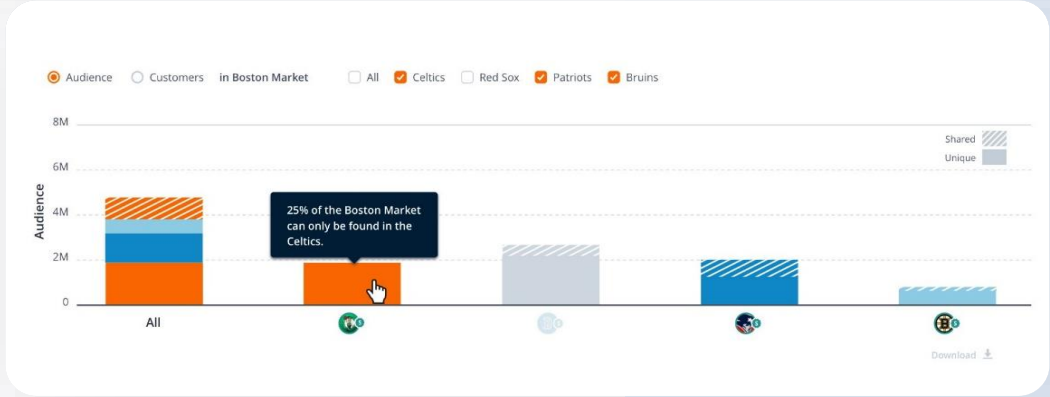 Audience Customers in Boston Market All Celtics Red Sox Patriots Bruins
8M
Shared
Unique
6M
4M
2M
0
Audience
25% of the Boston Market
can only be found in the
Celtics.
All
Download